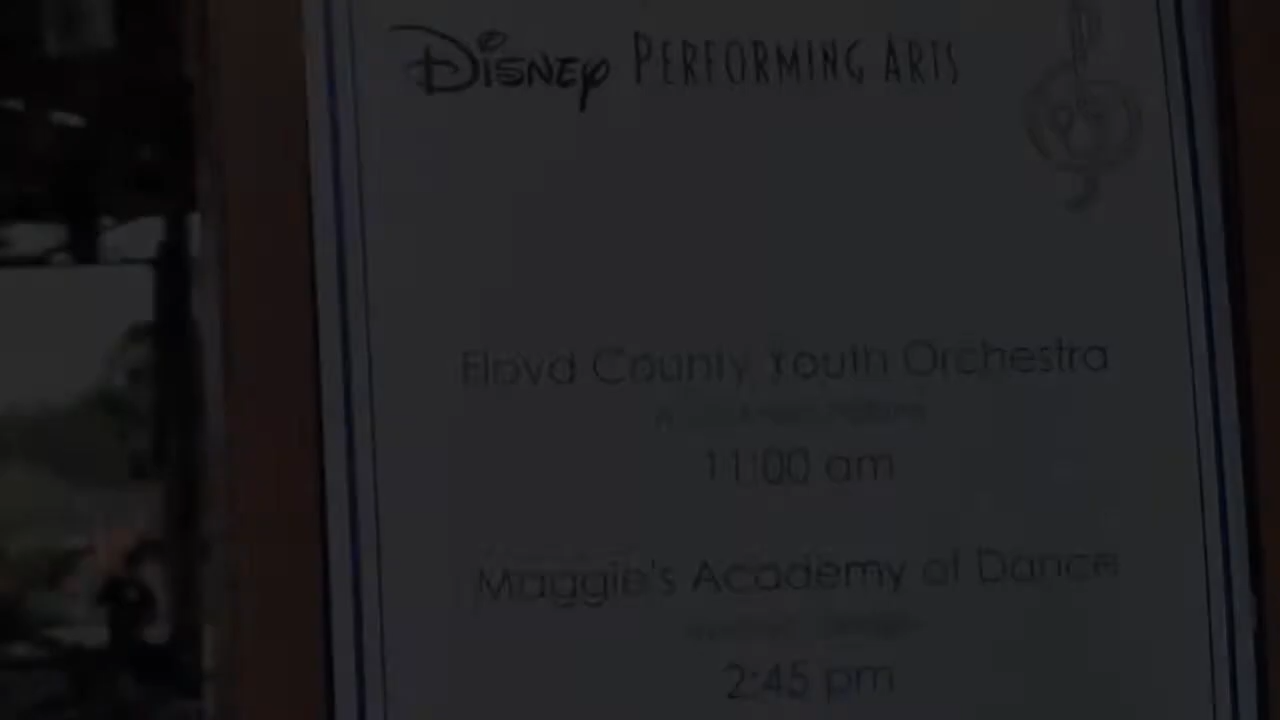 Disney Performing Arts
Floyd County Youth Orchestra
11:00 am
Maggie's Academy of Dance
2:45 pm